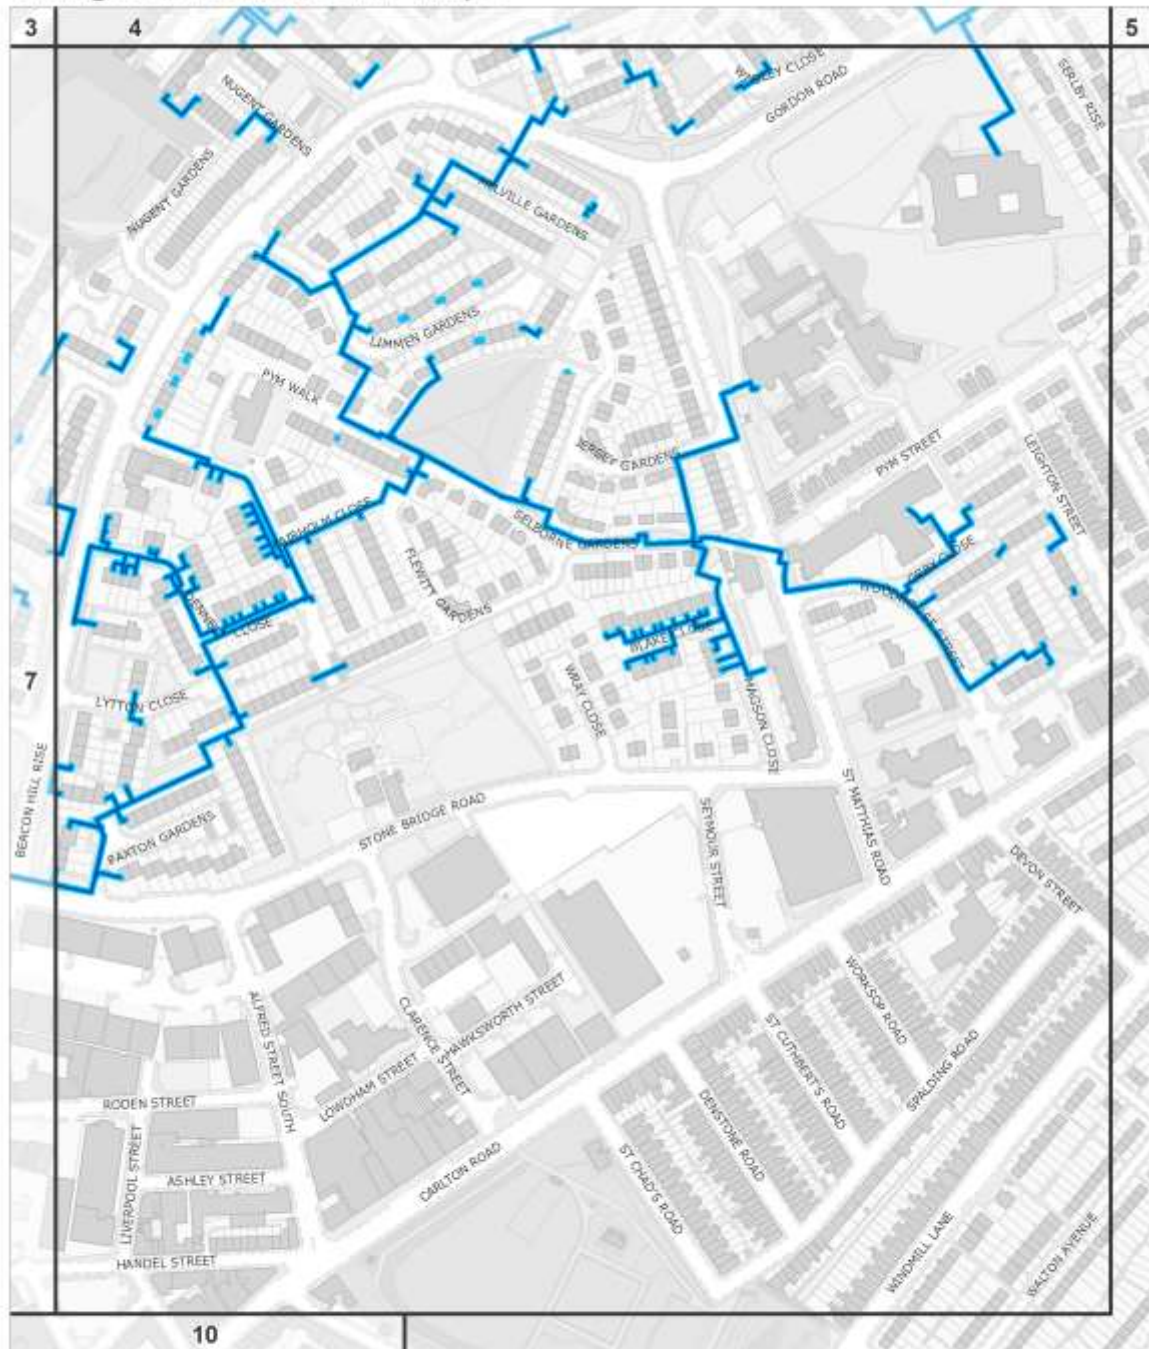 3
4
5
SERLBY RISE
GORDON ROAD
NUGENT GARDENS
NUGENT GARDENS
MELVILLE GARDENS
LIMMEN GARDENS
PYM WALK
JERSEY GARDENS
PYM STREET
LEIGHTON STREET
SELBORNE GARDENS
FLEWITT GARDENS
CLOSE
BLAKE CLOSE
WRAY CLOSE
HAGSON CLOSE
7
LYTTON CLOSE
BEACON HILL RISE
PAXTON GARDENS
STONE BRIDGE ROAD
SEYMOUR STREET
ST MATTHIAS ROAD
DEVON STREET
WORKSOP ROAD
ST CUTHBERT'S ROAD
SPALDING ROAD
ALFRED STREET SOUTH
CLARENCE STREET
HAWKSWORTH STREET
LOWDHAM STREET
RODEN STREET
LIVERPOOL STREET
ASHLEY STREET
HANDEL STREET
CARLTON ROAD
DENSTONE ROAD
ST CHAD'S ROAD
WINDMILL LANE
WALTON AVENUE
10